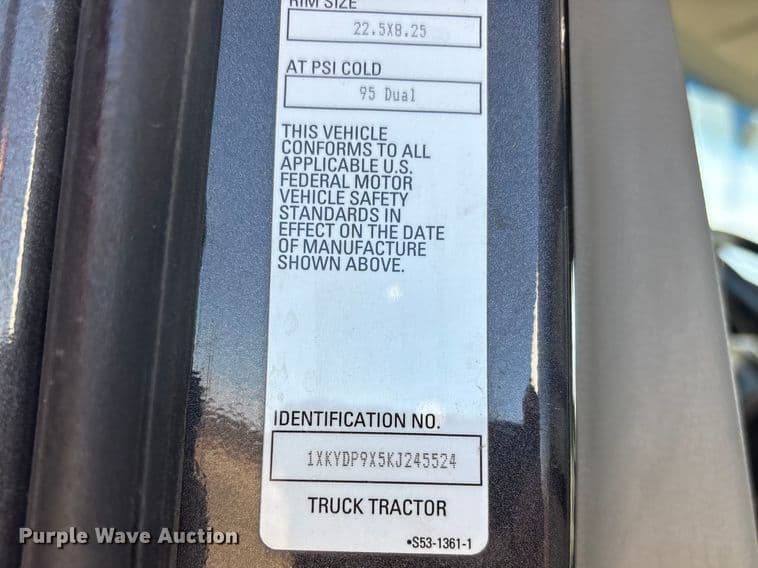 RIM SIZE
22.5X8.25
AT PSI COLD
95 Dual
THIS VEHICLE
CONFORMS TO ALL
APPLICABLE U.S.
FEDERAL MOTOR
VEHICLE SAFETY
STANDARDS IN
EFFECT ON THE DATE
OF MANUFACTURE
SHOWN ABOVE.
IDENTIFICATION NO.
1XKYDP9X5KJ245524
TRUCK TRACTOR
•S53-1361-1
Purple Wave Auction